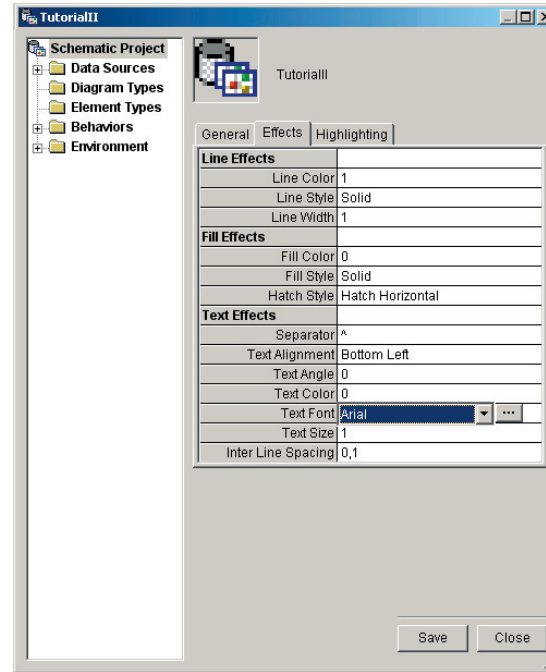 TutorialII
Schematic Project
Data Sources
Diagram Types
Element Types
Behaviors
Environment
TutorialII
General Effects Highlighting
Line Effects
Line Color 1
Line Style Solid
Line Width 1
Fill Effects
Fill Color 0
Fill Style Solid
Hatch Style Hatch Horizontal
Text Effects
Separator ^
Text Alignment Bottom Left
Text Angle 0
Text Color 0
Text Font Arial ...
Text Size 1
Inter Line Spacing 0,1
Save Close